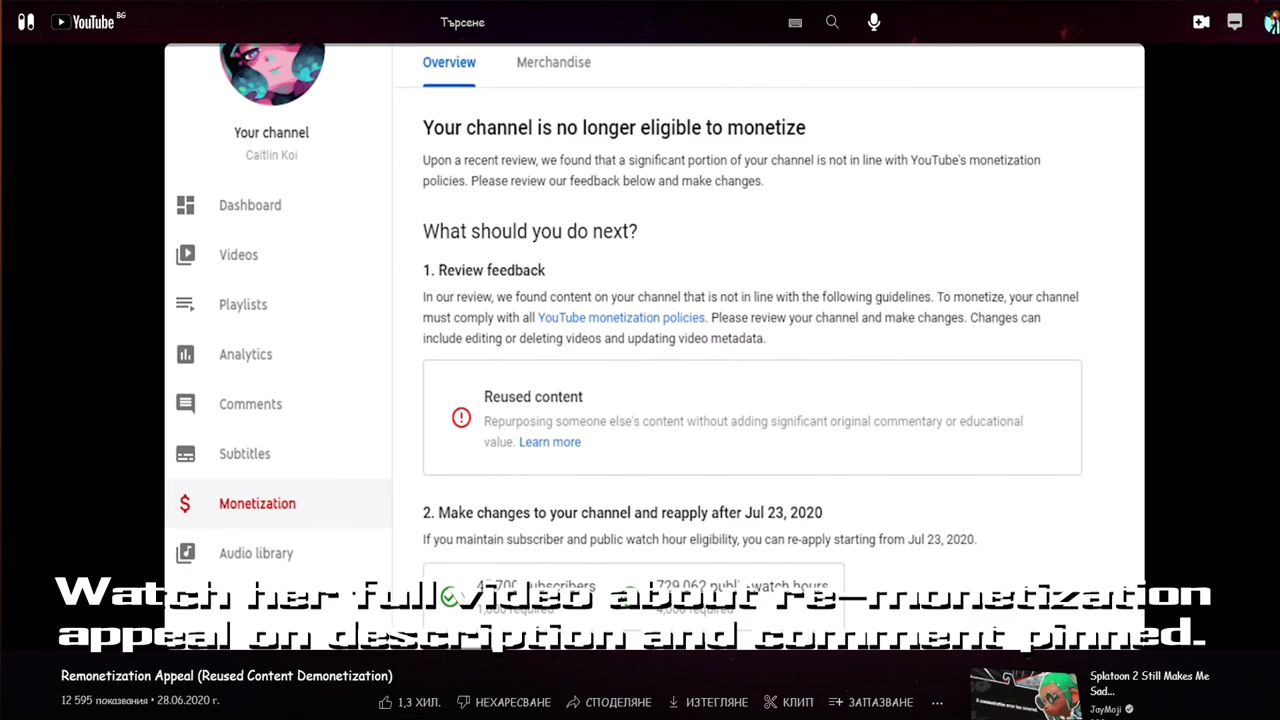 YouTube BG
Търсене
Overview
Merchandise
Your channel is no longer eligible to monetize
Your channel
Caitlin Koi
Upon a recent review, we found that a significant portion of your channel is not in line with YouTube's monetization
policies. Please review our feedback below and make changes.
Dashboard
What should you do next?
Videos
1. Review feedback
In our review, we found content on your channel that is not in line with the following guidelines. To monetize, your channel
must comply with all YouTube monetization policies. Please review your channel and make changes. Changes can
include editing or deleting videos and updating video metadata.
Playlists
Analytics
Reused content
Repurposing someone else's content without adding significant original commentary or educational
value. Learn more
Comments
Subtitles
Monetization
2. Make changes to your channel and reapply after Jul 23, 2020
If you maintain subscriber and public watch hour eligibility, you can re-apply starting from Jul 23, 2020.
Audio library
subscribers
729,062 public watch hours
Watch her full video about re-monetization
appeal on description and comment pinned.
Remonetization Appeal (Reused Content Demonetization)
12 595 показвания • 28.06.2020 г.
1,3 ХИЛ.
НЕХАРЕСВАНЕ
СПОДЕЛЯНЕ
ИЗТЕГЛЯНЕ
КЛИП
ЗАПАЗВАНЕ
Splatoon 2 Still Makes Me
Sad...
JayMoji